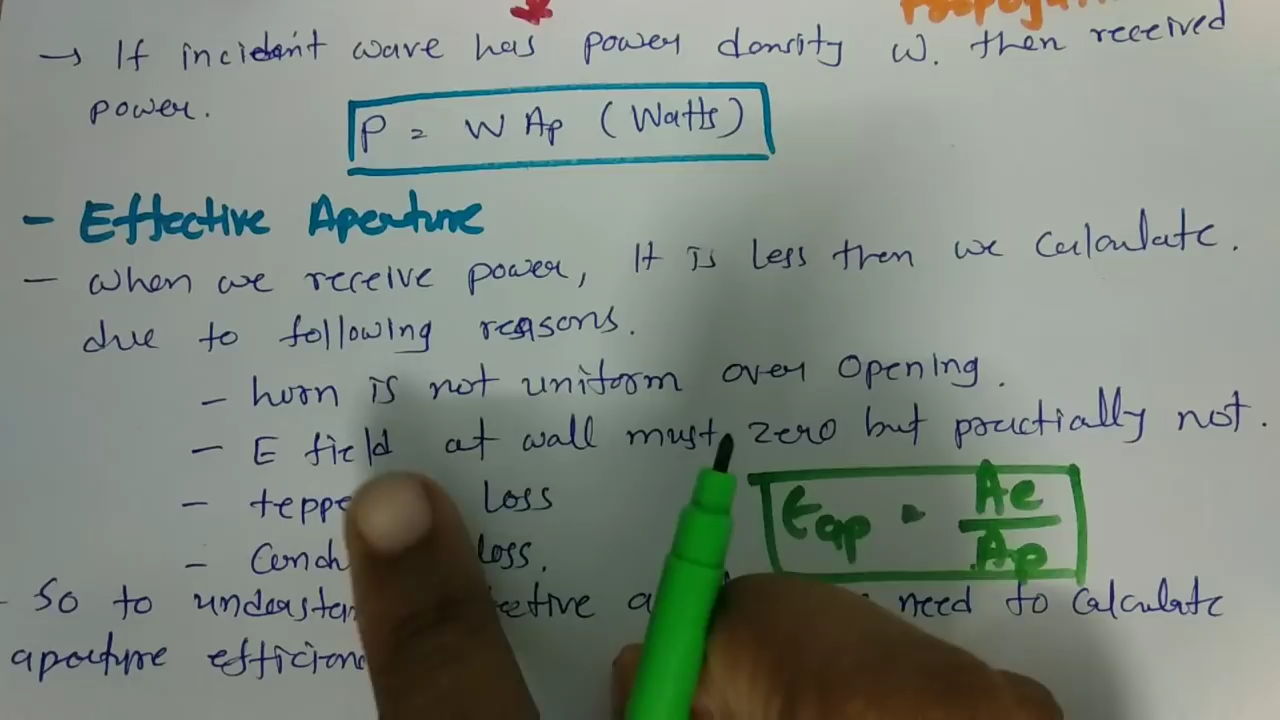 → If incident wave has power density W. then received
power.
P = W Ap (Watts)
- Effective Aperture
- when we receive power, It is less then we calculate.
due to following reasons.
- horn is not uniform over opening.
- E field at wall must zero but practially not.
- Loss
- loss.
εap = Ae / Ap
- So to need to calculate
aperture